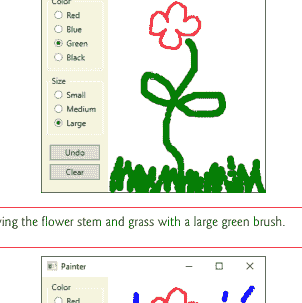 Color
Red
Blue
Green
Black
Size
Small
Medium
Large
Undo
Clear
the flower stem and grass with a large green brush.
Painter
Color
Red